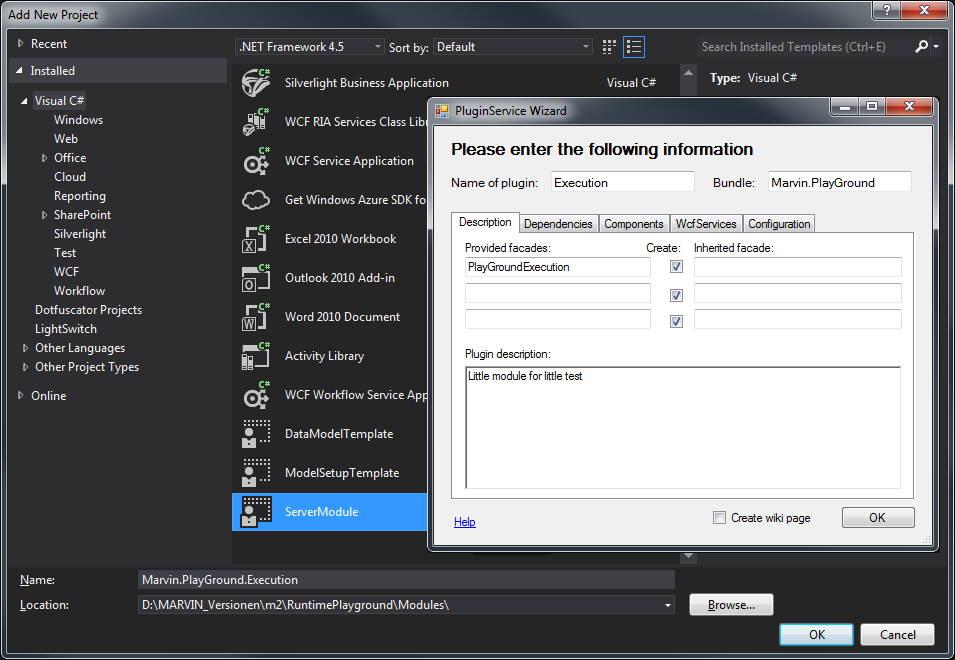 Add New Project
?
Recent
Installed
Visual C#
Windows
Web
Office
Cloud
Reporting
SharePoint
Silverlight
Test
WCF
Workflow
Dotfuscator Projects
LightSwitch
Other Languages
Other Project Types
Online
.NET Framework 4.5
Sort by:
Default
Search Installed Templates (Ctrl+E)
C# Silverlight Business Application Visual C#
C# WCF RIA Services Class Libr
C# WCF Service Application
Get Windows Azure SDK fo
C# X Excel 2010 Workbook
C# O Outlook 2010 Add-in
C# W Word 2010 Document
C# Activity Library
C# WCF Workflow Service App
DataModelTemplate
ModelSetupTemplate
ServerModule
Type: Visual C#
PluginService Wizard
Please enter the following information
Name of plugin: Execution Bundle: Marvin.PlayGround
Description Dependencies Components WcfServices Configuration
Provided facades: Create: Inherited facade:
PlayGroundExecution
Plugin description:
Little module for little test
Help
Create wiki page
OK
Name: Marvin.PlayGround.Execution
Location: D:\MARVIN_Versionen\m2\RuntimePlayground\Modules\
Browse...
OK
Cancel